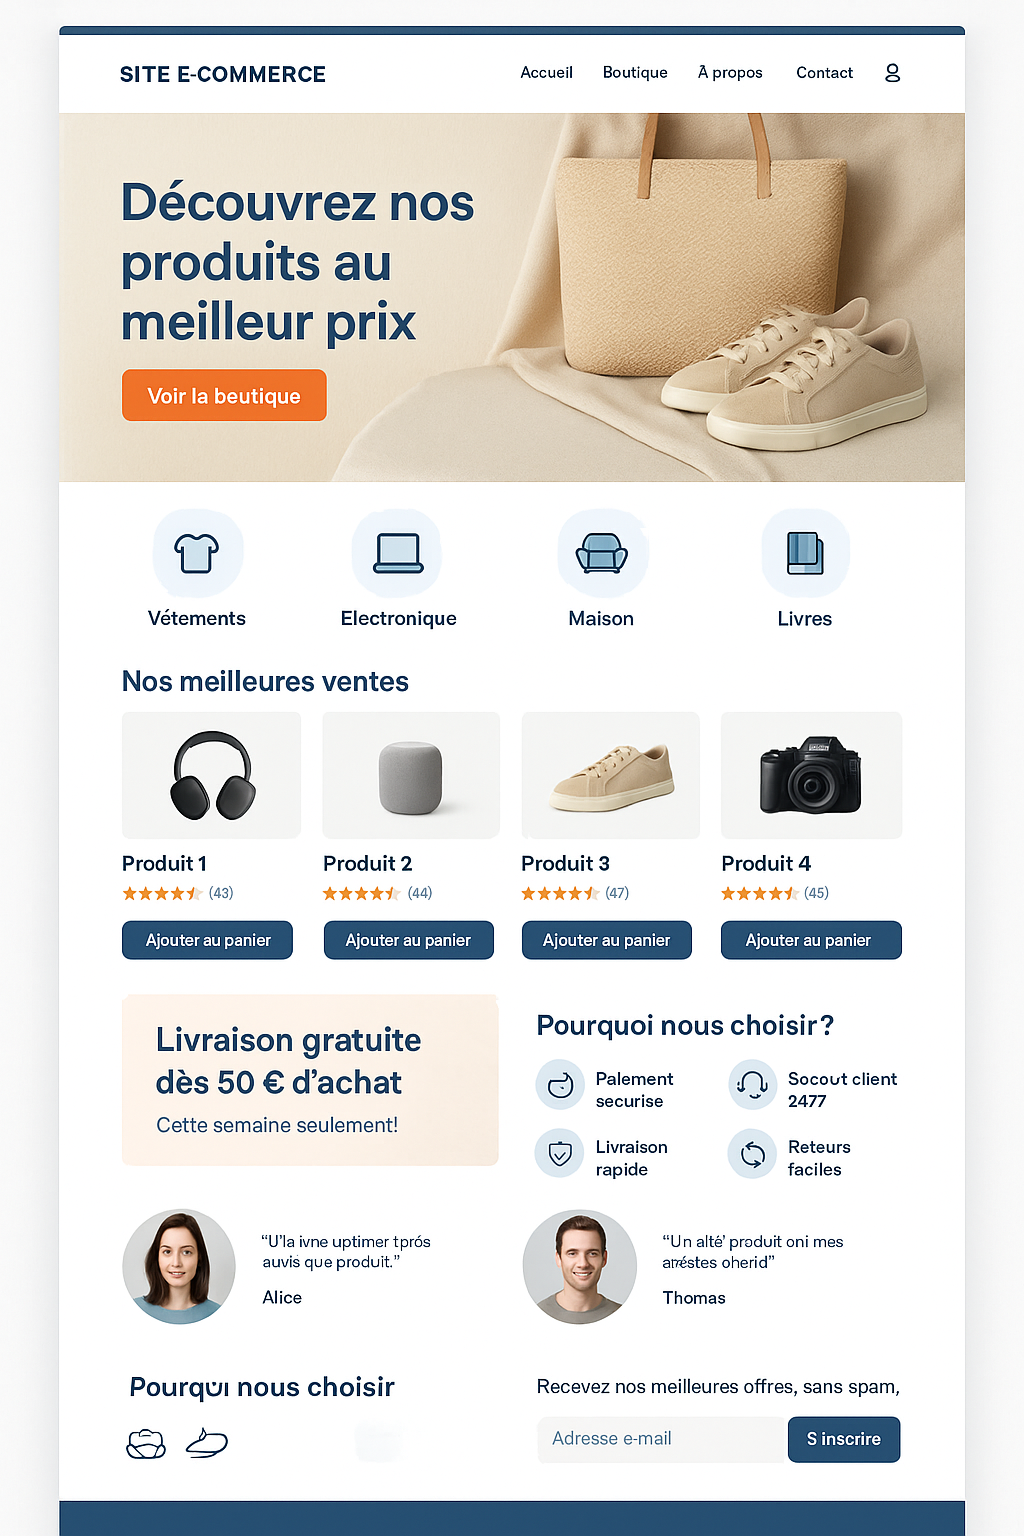 SITE E-COMMERCE
Accueil Boutique À propos Contact
Découvrez nos
produits au
meilleur prix
Voir la beutique
Vétements
Electronique
Maison
Livres
Nos meilleures ventes
Produit 1
(43)
Ajouter au panier
Produit 2
(44)
Ajouter au panier
Produit 3
(47)
Ajouter au panier
Produit 4
(45)
Ajouter au panier
Livraison gratuite
dès 50 € d’achat
Cette semaine seulement!
Pourquoi nous choisir?
Palement
securise
Socout client
2477
Livraison
rapide
Reteurs
faciles
“U’la ivne uptimer tprós
auvis que produit.”
Alice
“Un alté’ produit oni mes
oherid”
Thomas
Pourquı nous choisir
Recevez nos meilleures offres, sans spam,
Adresse e-mail
S inscrire